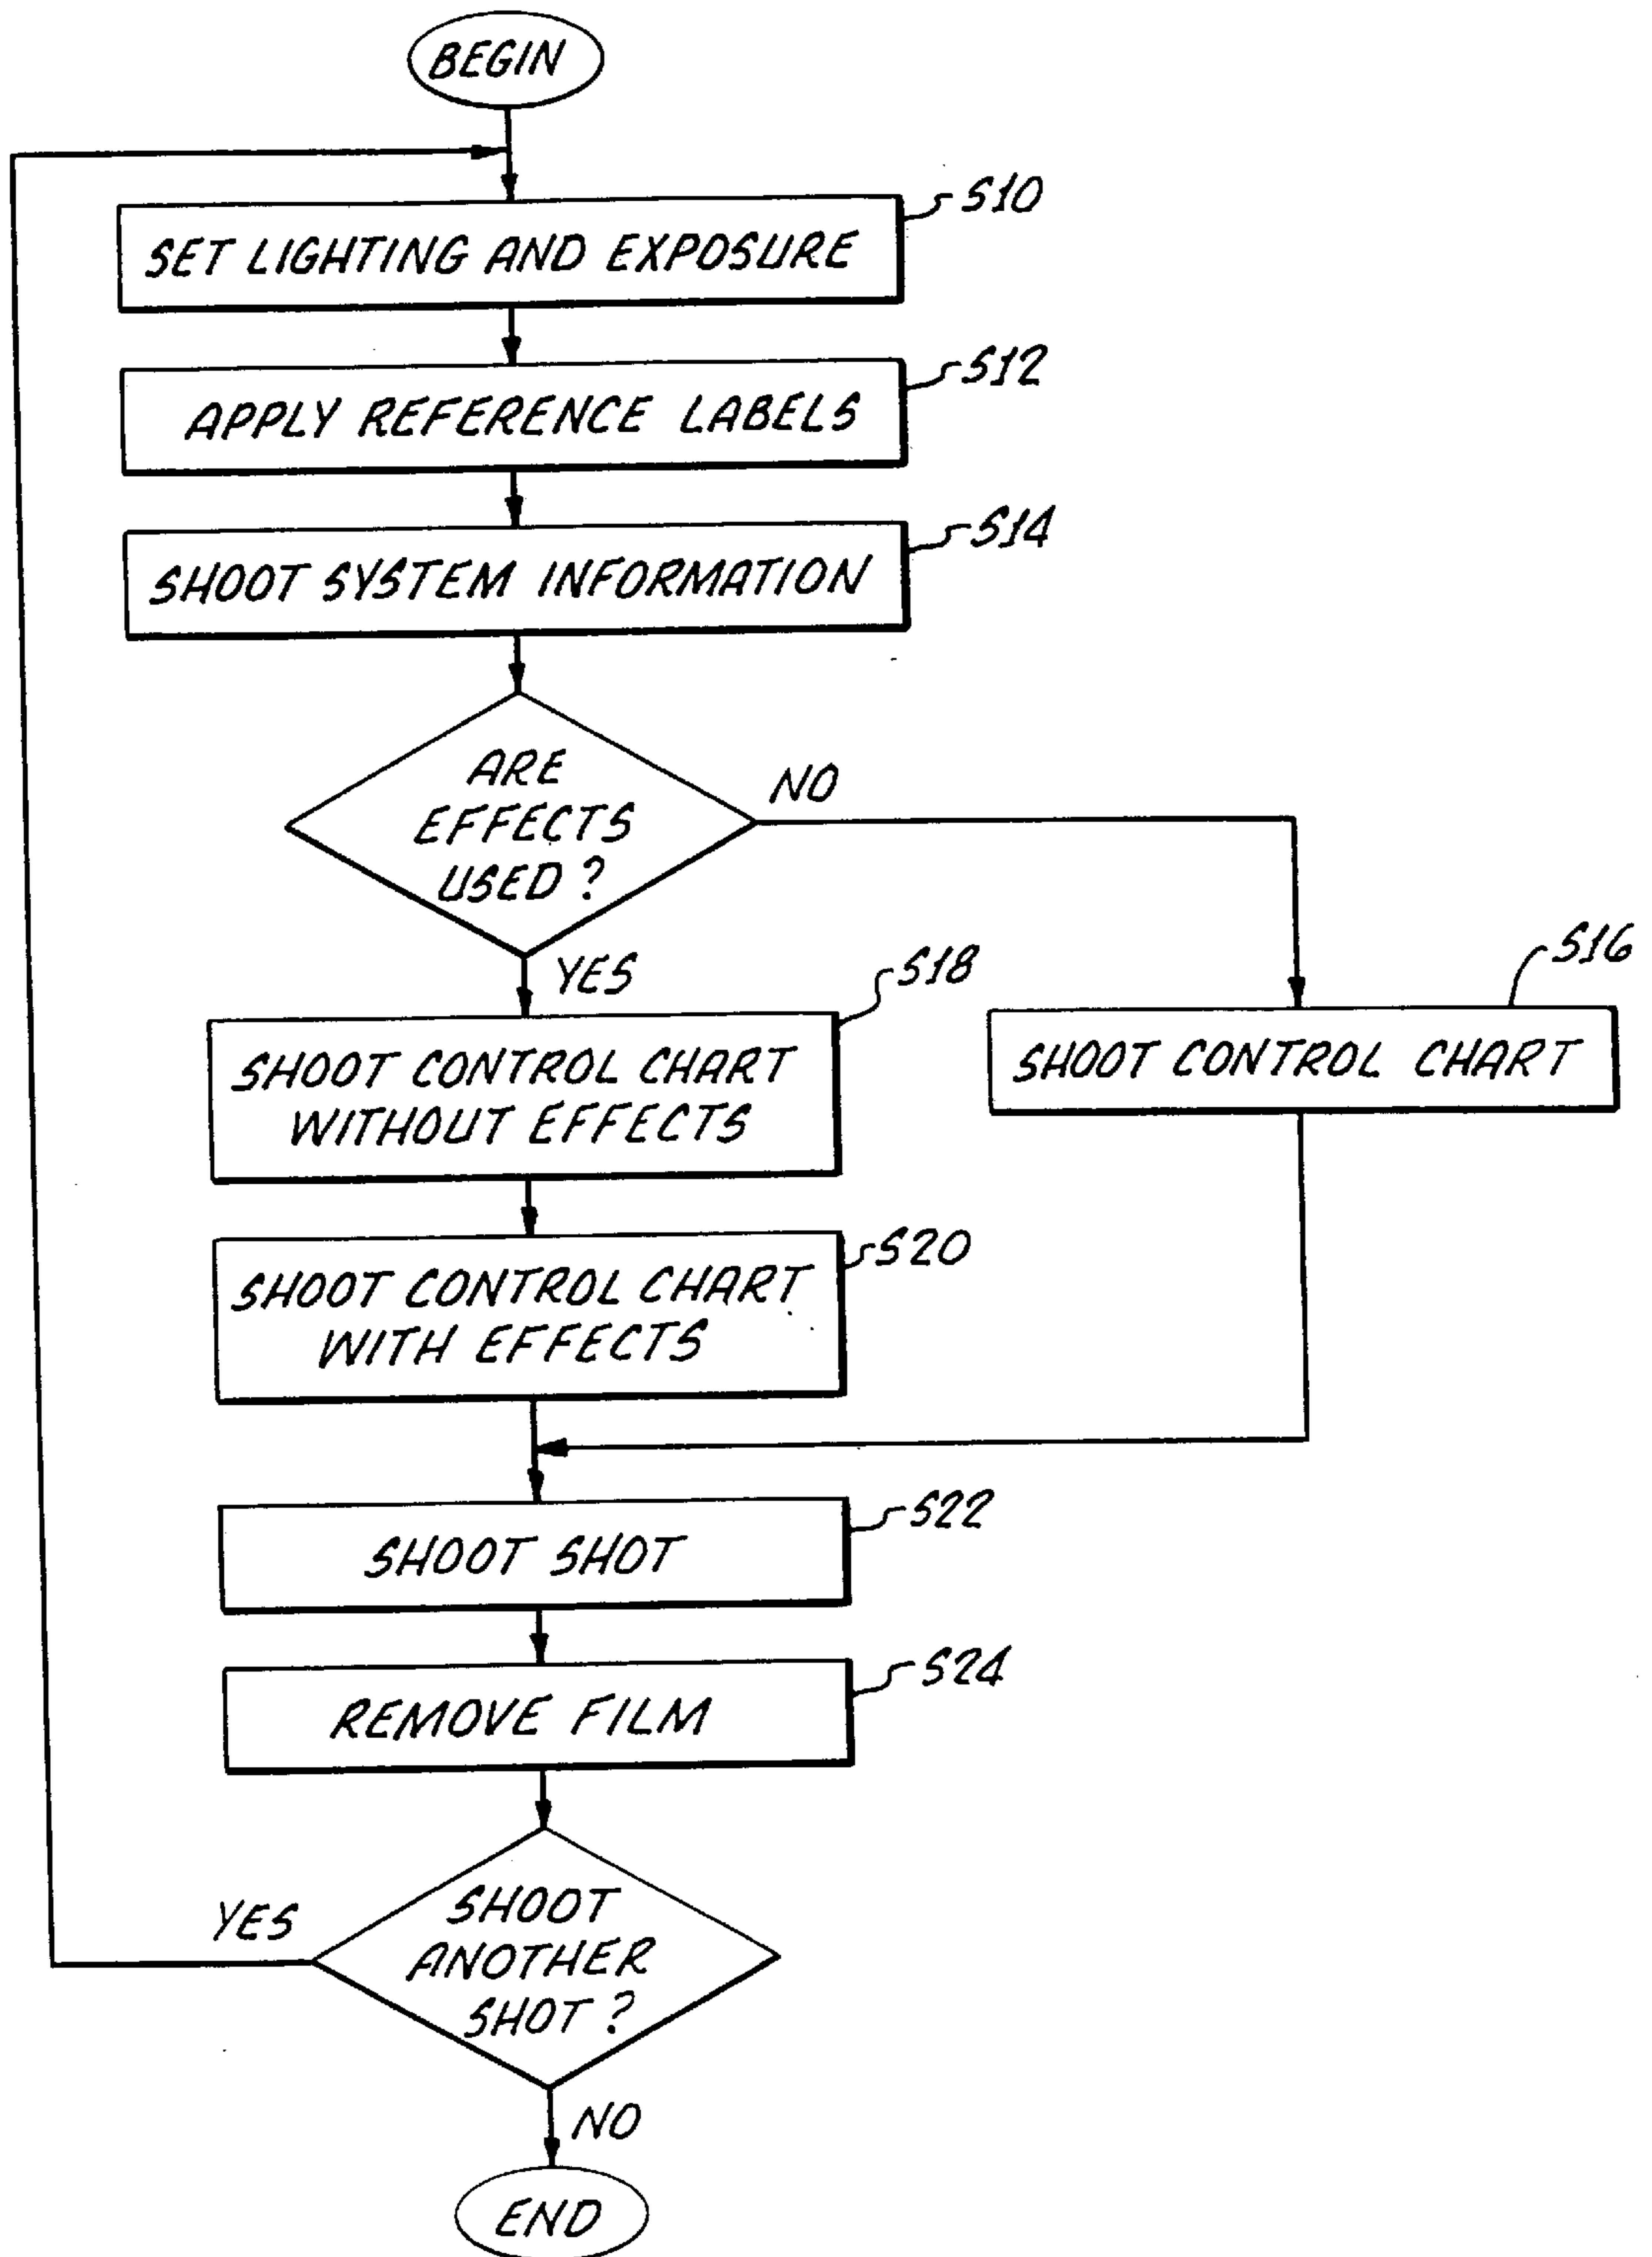 BEGIN
S10
SET LIGHTING AND EXPOSURE
S12
APPLY REFERENCE LABELS
S14
SHOOT SYSTEM INFORMATION
ARE
EFFECTS
USED?
NO
YES
S18
SHOOT CONTROL CHART
WITHOUT EFFECTS
S16
SHOOT CONTROL CHART
S20
SHOOT CONTROL CHART
WITH EFFECTS
S22
SHOOT SHOT
S24
REMOVE FILM
SHOOT
ANOTHER
SHOT?
YES
NO
END